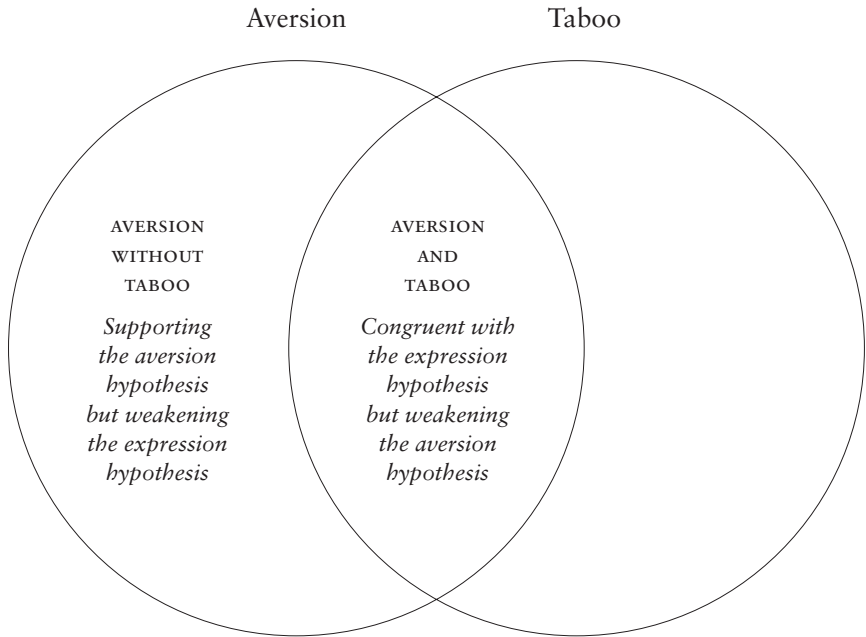 Aversion
Taboo
AVERSION
WITHOUT
TABOO
Supporting
the aversion
hypothesis
but weakening
the expression
hypothesis
AVERSION
AND
TABOO
Congruent with
the expression
hypothesis
but weakening
the aversion
hypothesis